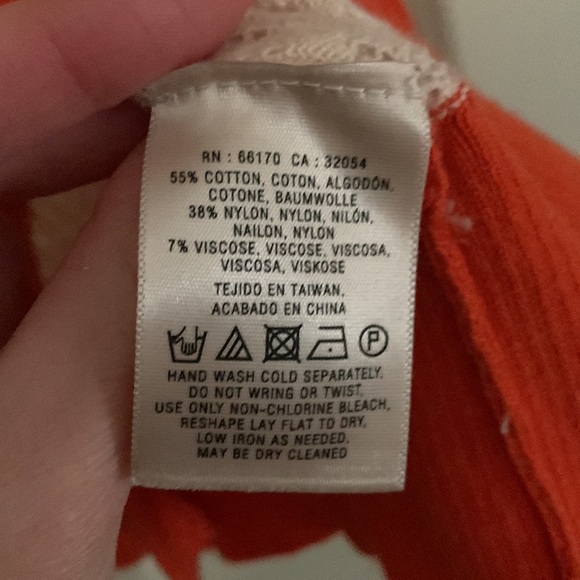 RN : 66170 CA : 32054
55% COTTON, COTON, ALGODÓN,
COTONE, BAUMWOLLE
38% NYLON, NYLON, NILÓN,
NAILON, NYLON
7% VISCOSE, VISCOSE, VISCOSA,
VISCOSA, VISKOSE
TEJIDO EN TAIWAN,
ACABADO EN CHINA
P
HAND WASH COLD SEPARATELY.
DO NOT WRING OR TWIST.
USE ONLY NON-CHLORINE BLEACH.
RESHAPE LAY FLAT TO DRY.
LOW IRON AS NEEDED.
MAY BE DRY CLEANED